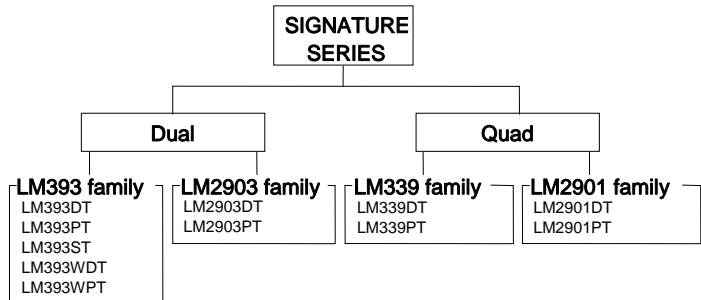 SIGNATURE
SERIES
Dual
Quad
LM393 family
LM393DT
LM393PT
LM393ST
LM393WDT
LM393WPT
LM2903 family
LM2903DT
LM2903PT
LM339 family
LM339DT
LM339PT
LM2901 family
LM2901DT
LM2901PT